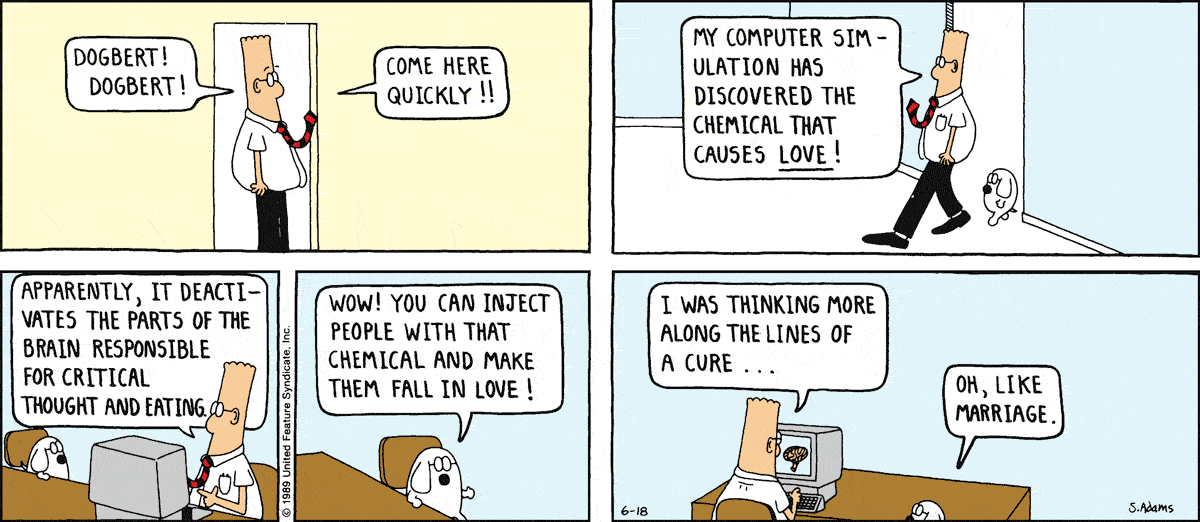 DOGBERT!
DOGBERT!
COME HERE
QUICKLY!!
MY COMPUTER SIM-
ULATION HAS
DISCOVERED THE
CHEMICAL THAT
CAUSES LOVE!
APPARENTLY, IT DEACTI-
VATES THE PARTS OF THE
BRAIN RESPONSIBLE
FOR CRITICAL
THOUGHT AND EATING.
© 1989 United Feature Syndicate, Inc.
WOW! YOU CAN INJECT
PEOPLE WITH THAT
CHEMICAL AND MAKE
THEM FALL IN LOVE!
I WAS THINKING MORE
ALONG THE LINES OF
A CURE ...
OH, LIKE
MARRIAGE.
6-18
S.Adams